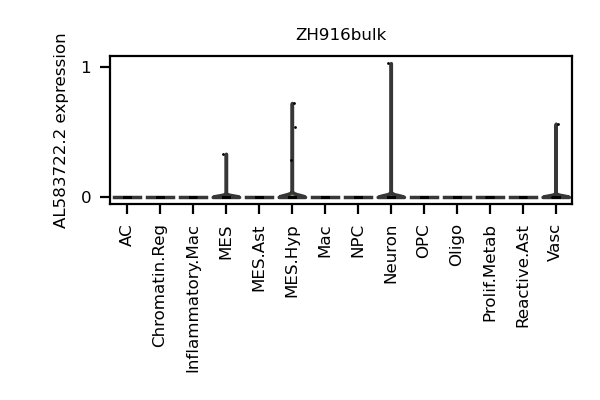 ZH916bulk
AL583722.2 expression
1
0
AC
Chromatin.Reg
Inflammatory.Mac
MES
MES.Ast
MES.Hyp
Mac
NPC
Neuron
OPC
Oligo
Prolif.Metab
Reactive.Ast
Vasc